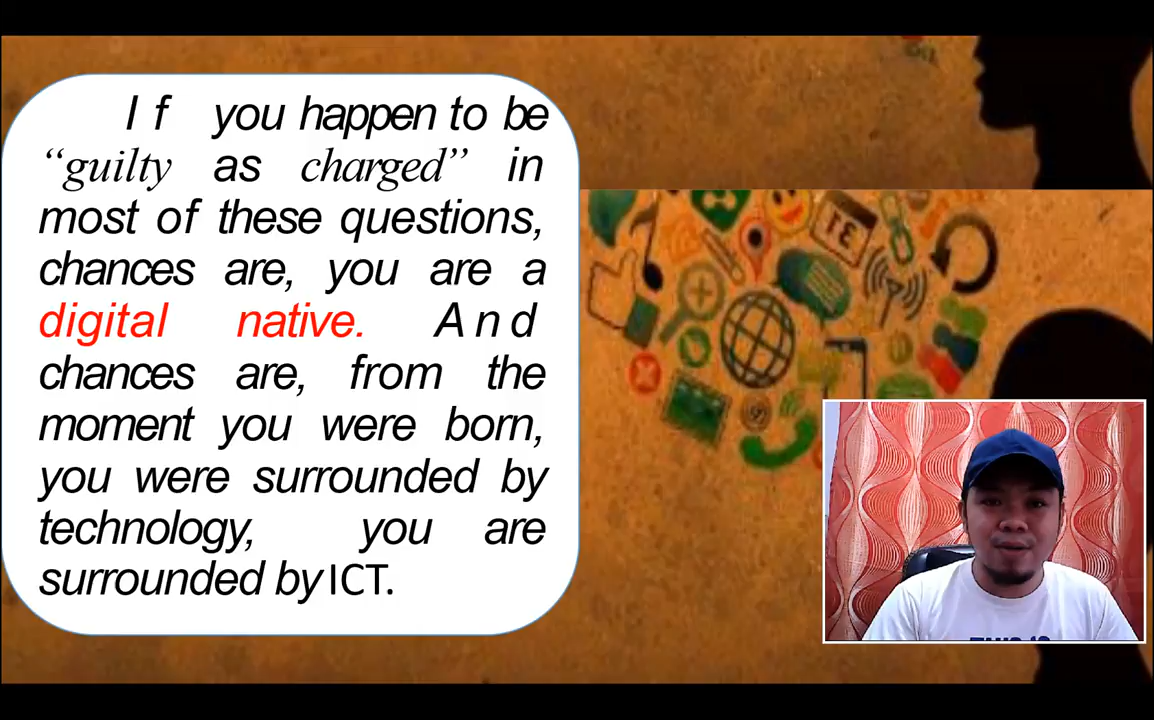 If you happen to be
“guilty as charged” in
most of these questions,
chances are, you are a
digital native. And
chances are, from the
moment you were born,
you were surrounded by
technology, you are
surrounded by ICT.